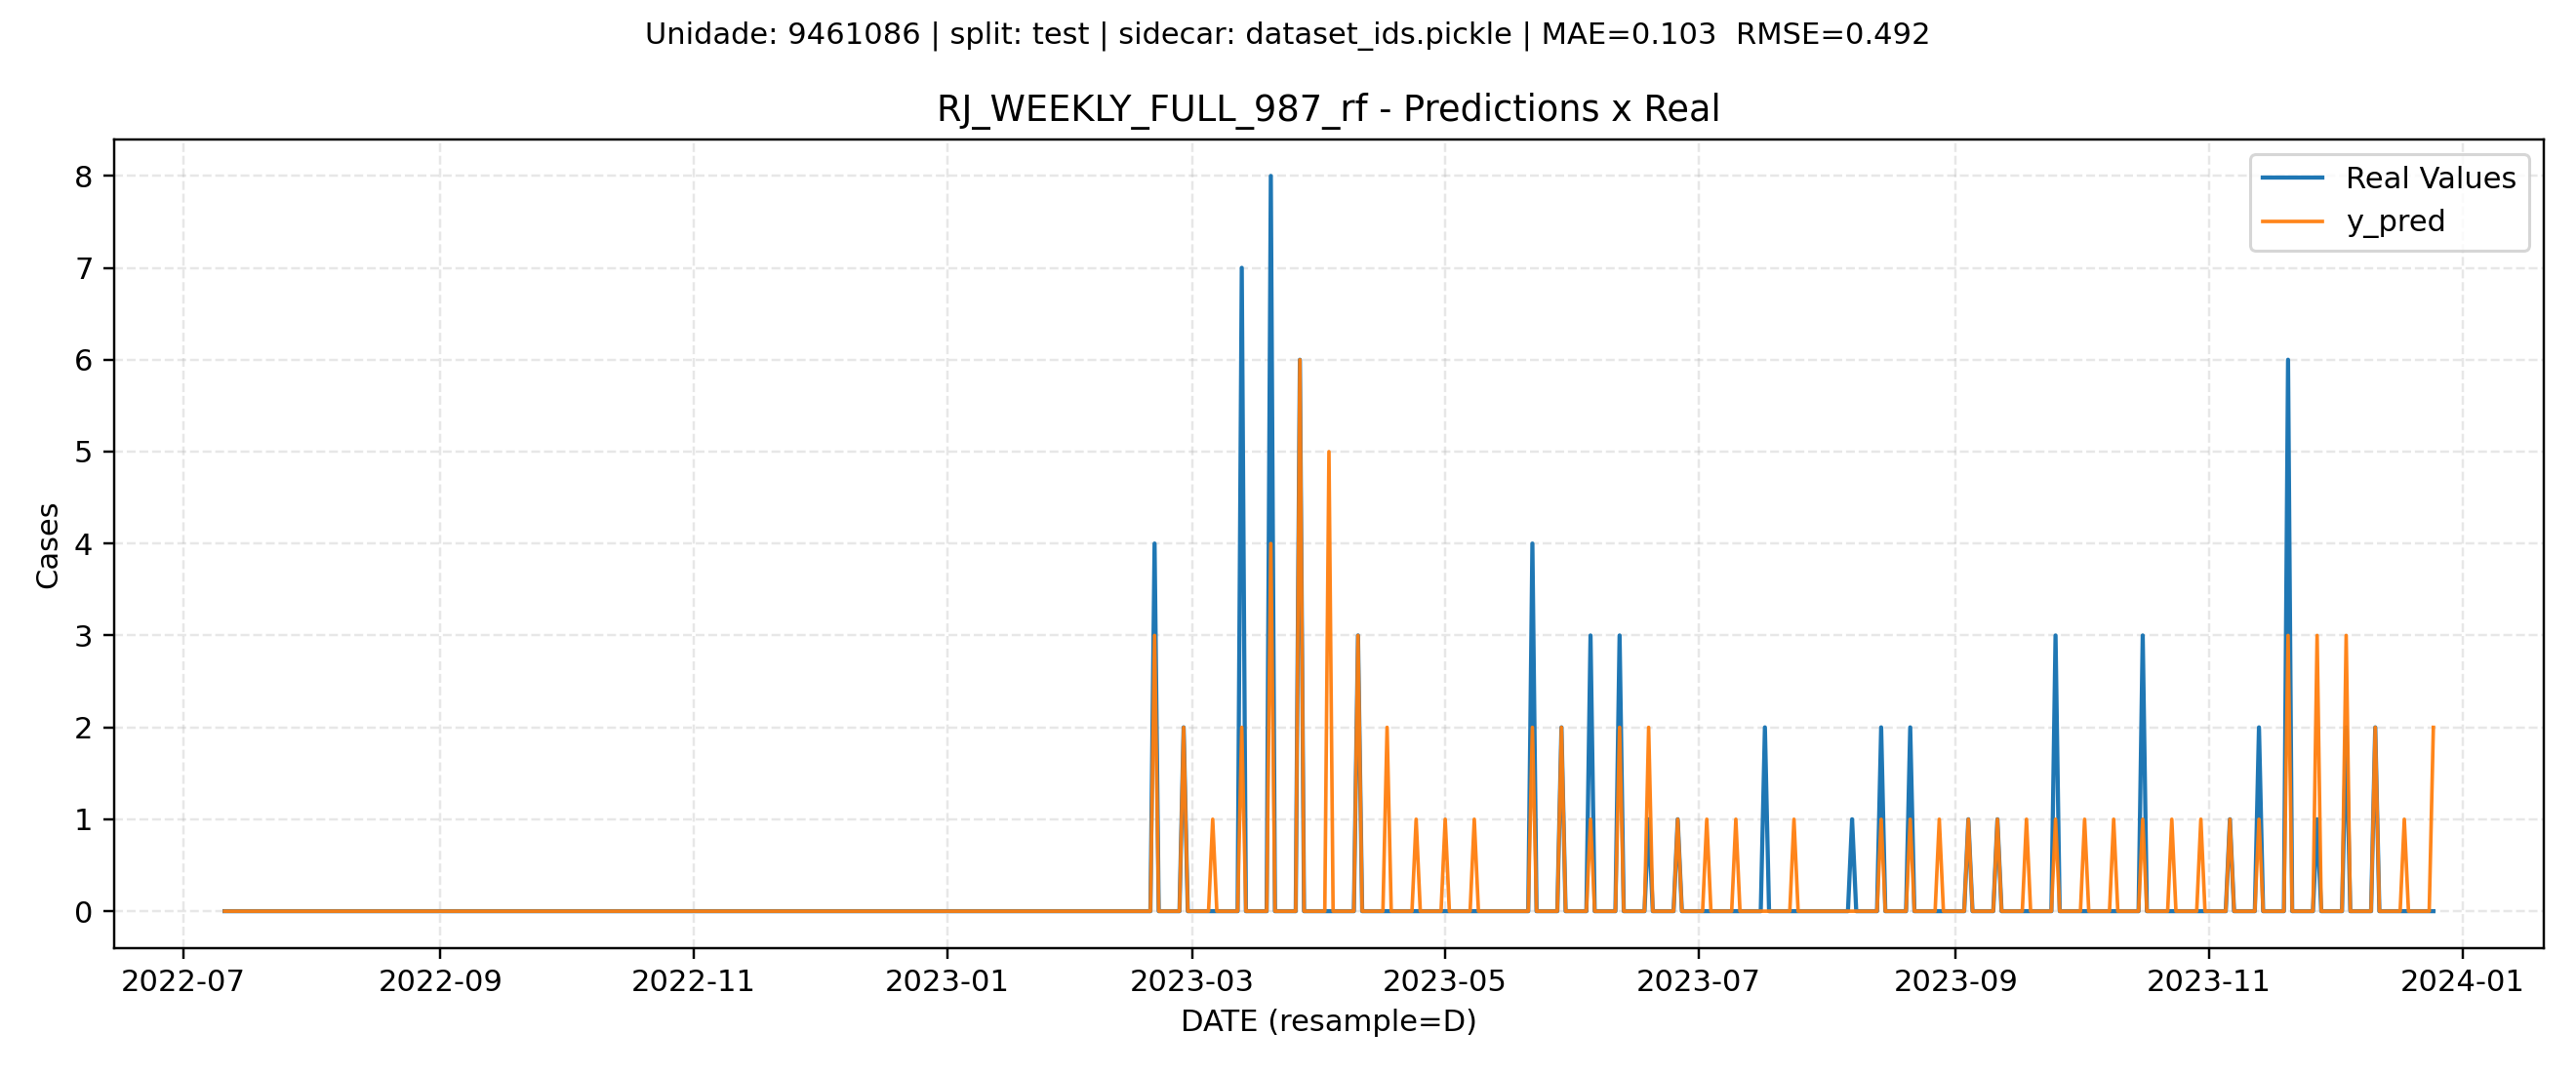 Unidade: 9461086 | split: test | sidecar: dataset_ids.pickle | MAE=0.103  RMSE=0.492
RJ_WEEKLY_FULL_987_rf - Predictions x Real
Real Values
y_pred
8
7
6
5
4
3
2
1
0
Cases
2022-07 2022-09 2022-11 2023-01 2023-03 2023-05 2023-07 2023-09 2023-11 2024-01
DATE (resample=D)